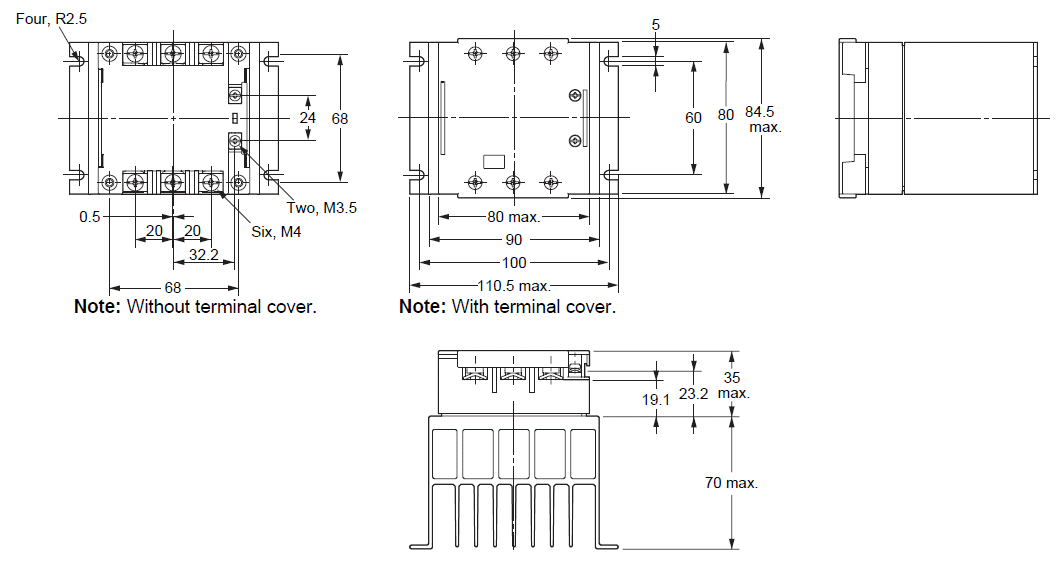 Four, R2.5
24
68
Two, M3.5
0.5
Six, M4
20
20
32.2
68
Note: Without terminal cover.
5
60
80
84.5
max.
80 max.
90
100
110.5 max.
Note: With terminal cover.
19.1
23.2
35
max.
70 max.